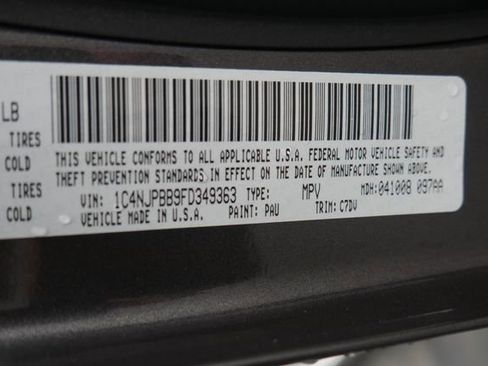 LB
TIRES
COLD
TIRES
COLD
THIS VEHICLE CONFORMS TO ALL APPLICABLE U.S.A. FEDERAL MOTOR VEHICLE SAFETY AND
THEFT PREVENTION STANDARDS IN EFFECT ON THE DATE OF MANUFACTURE SHOWN ABOVE.
VIN: 1C4NJPBB9FD349363 TYPE: MPV MDH: 041008 097AA
VEHICLE MADE IN U.S.A. PAINT: PAU TRIM: C7DV